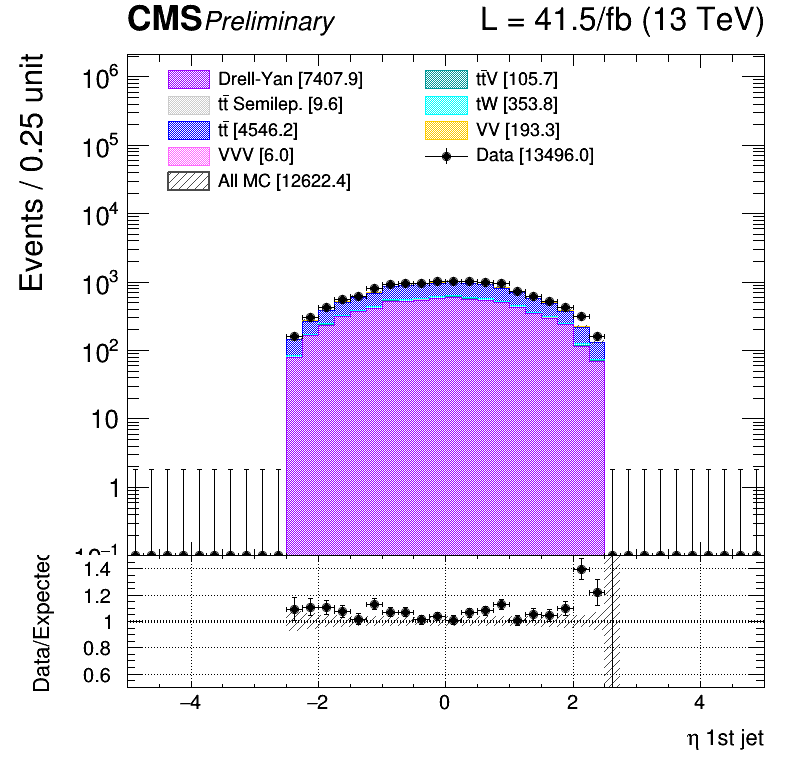 CMS Preliminary L = 41.5/fb (13 TeV)
Events / 0.25 unit
10⁶
10⁵
10⁴
10³
10²
10
1
10⁻¹
Drell-Yan [7407.9]
tt̄ Semilep. [9.6]
tt̄ [4546.2]
VVV [6.0]
All MC [12622.4]
tt̄V [105.7]
tW [353.8]
VV [193.3]
Data [13496.0]
Data/Expected
1.4
1.2
1
0.8
0.6
−4 −2 0 2 4
η 1st jet